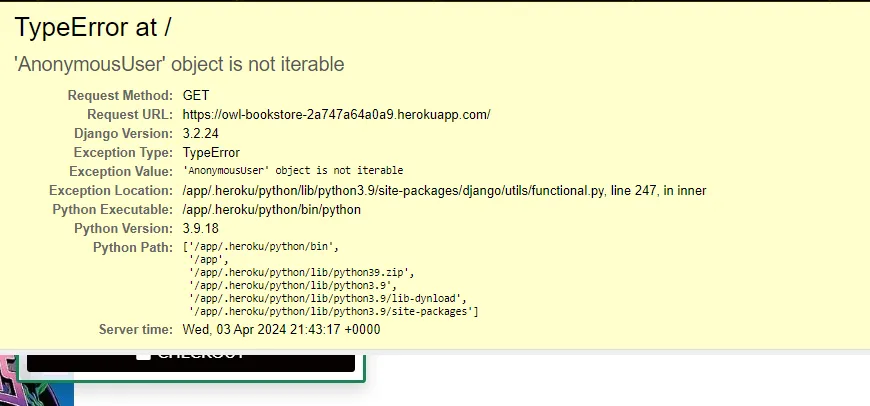 TypeError at /
'AnonymousUser' object is not iterable
Request Method: GET
Request URL: https://owl-bookstore-2a747a64a0a9.herokuapp.com/
Django Version: 3.2.24
Exception Type: TypeError
Exception Value: 'AnonymousUser' object is not iterable
Exception Location: /app/.heroku/python/lib/python3.9/site-packages/django/utils/functional.py, line 247, in inner
Python Executable: /app/.heroku/python/bin/python
Python Version: 3.9.18
Python Path: ['/app/.heroku/python/bin',
'/app',
'/app/.heroku/python/lib/python39.zip',
'/app/.heroku/python/lib/python3.9',
'/app/.heroku/python/lib/python3.9/lib-dynload',
'/app/.heroku/python/lib/python3.9/site-packages']
Server time: Wed, 03 Apr 2024 21:43:17 +0000
CHECKOUT